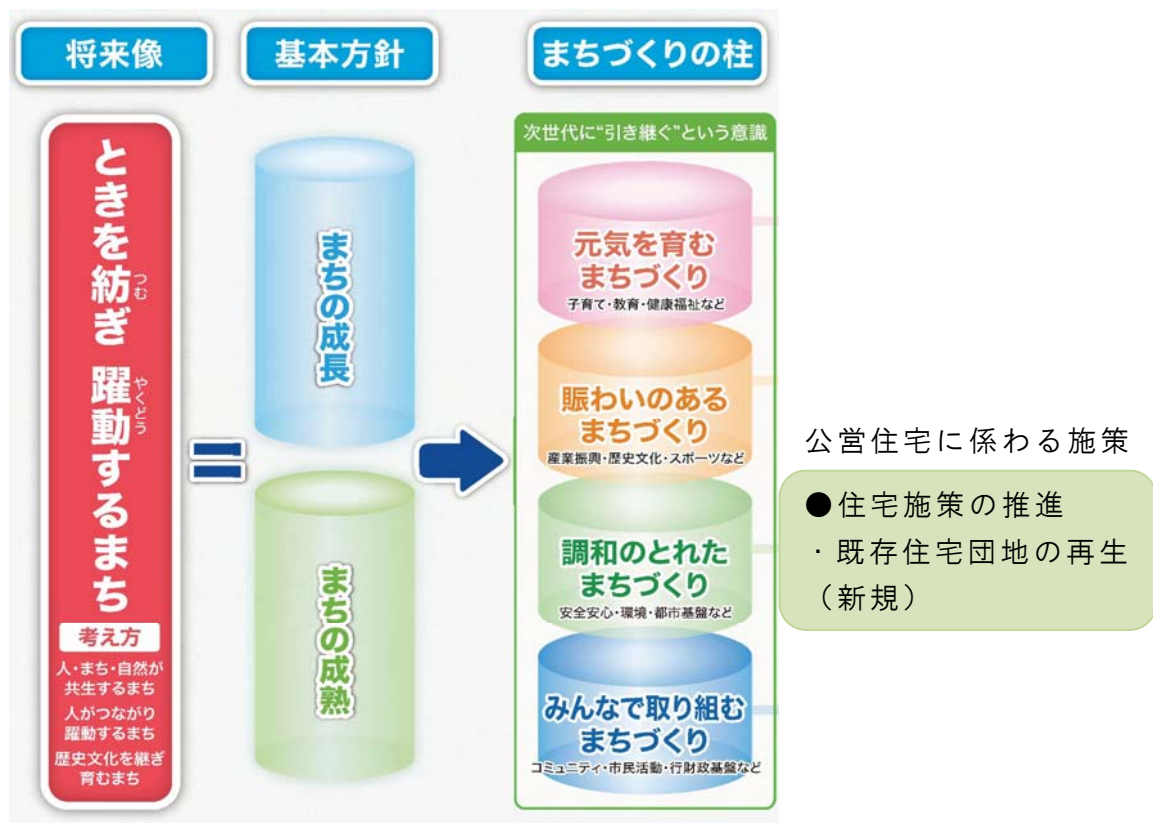 将来像
基本方針
まちづくりの柱
ときを紡ぎ 躍動するまち
つむ
やくどう
考え方
人・まち・自然が
共生するまち
人がつながり
躍動するまち
歴史文化を継ぎ
育むまち
=
まちの成長
まちの成熟
次世代に“引き継ぐ”という意識
元気を育む
まちづくり
子育て・教育・健康福祉など
賑わいのある
まちづくり
産業振興・歴史文化・スポーツなど
調和のとれた
まちづくり
安全安心・環境・都市基盤など
みんなで取り組む
まちづくり
コミュニティ・市民活動・行財政基盤など
公営住宅に係わる施策
●住宅施策の推進
・既存住宅団地の再生
（新規）